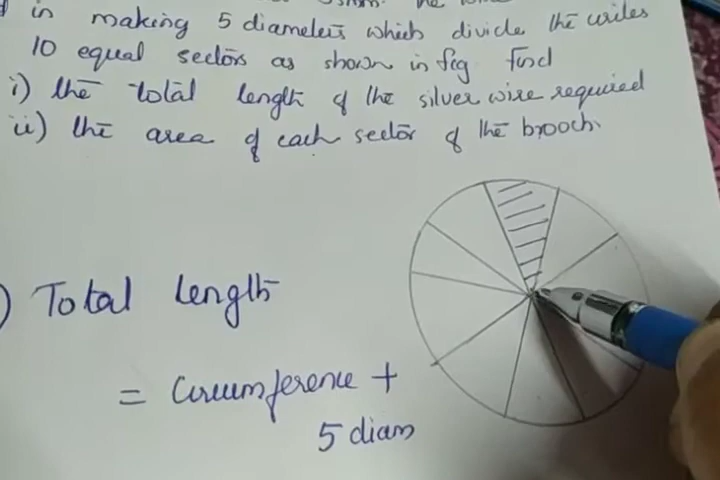 in making 5 diameters which divide the circles
10 equal sectors as shown in fig find
i) the total length of the silver wire required
ii) the area of each sector of the brooch.
) Total length
= Circumference +
5 diam